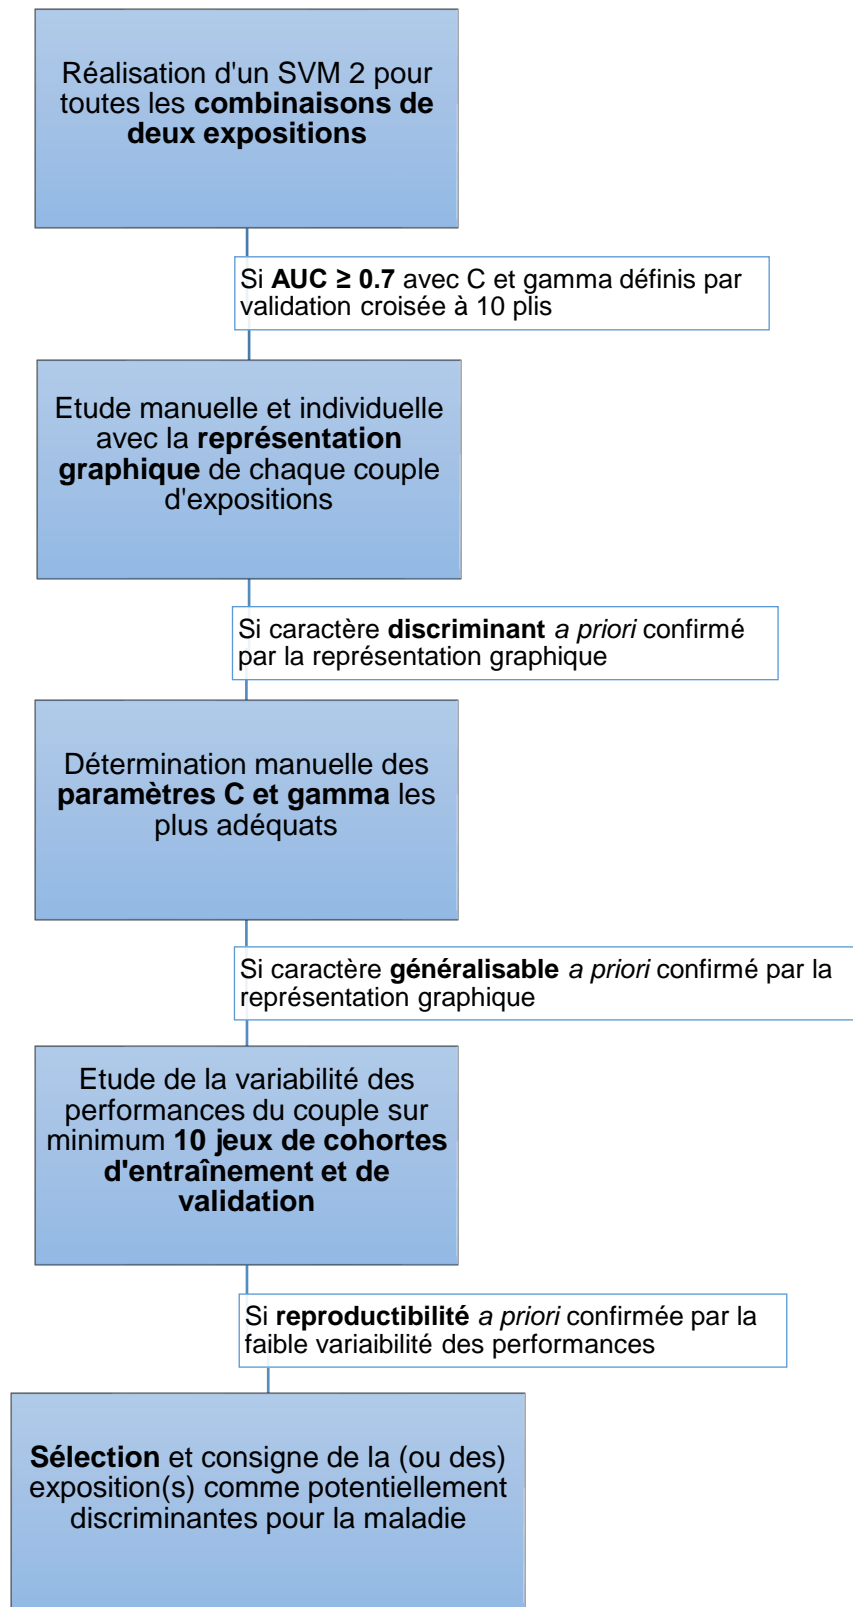 Réalisation d'un SVM 2 pour
toutes les combinaisons de
deux expositions
Si AUC ≥ 0.7 avec C et gamma définis par
validation croisée à 10 plis
Etude manuelle et individuelle
avec la représentation
graphique de chaque couple
d'expositions
Si caractère discriminant a priori confirmé
par la représentation graphique
Détermination manuelle des
paramètres C et gamma les
plus adéquats
Si caractère généralisable a priori confirmé par la
représentation graphique
Etude de la variabilité des
performances du couple sur
minimum 10 jeux de cohortes
d'entraînement et de
validation
Si reproductibilité a priori confirmée par la
faible variaibilité des performances
Sélection et consigne de la (ou des)
exposition(s) comme potentiellement
discriminantes pour la maladie